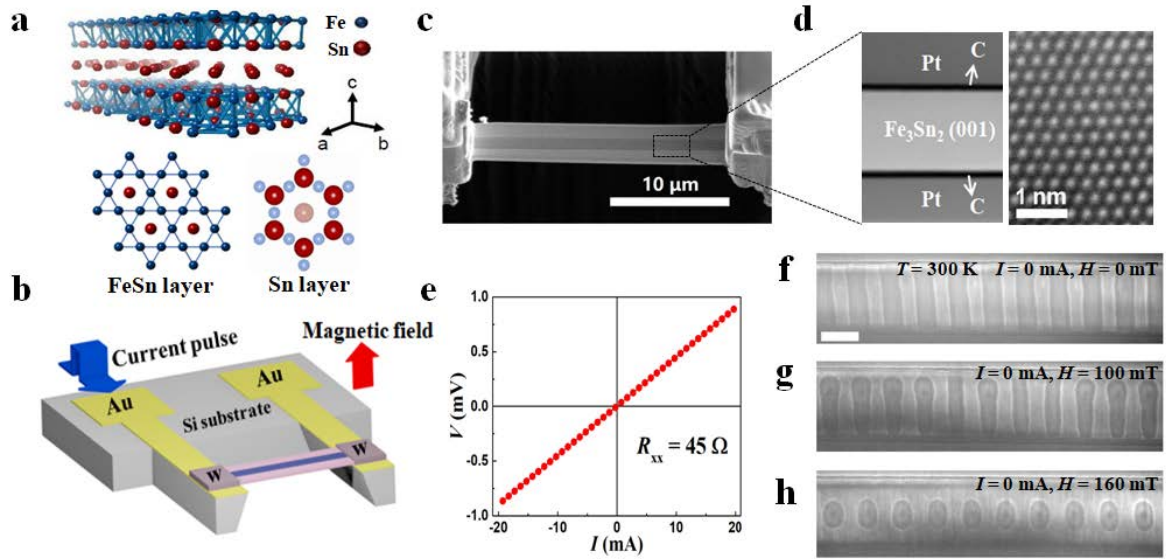 a
Fe
Sn
c
a
b
FeSn layer
Sn layer
b
Current pulse
Magnetic field
Au
Au
Si substrate
W
W
c
10 μm
d
Pt
C
Fe₃Sn₂ (001)
Pt
C
1 nm
e
1.0
0.5
0.0
-0.5
-1.0
V (mV)
Rxx = 45 Ω
-20
-10
0
10
20
I (mA)
f
T = 300 K I = 0 mA, H = 0 mT
g
I = 0 mA, H = 100 mT
h
I = 0 mA, H = 160 mT